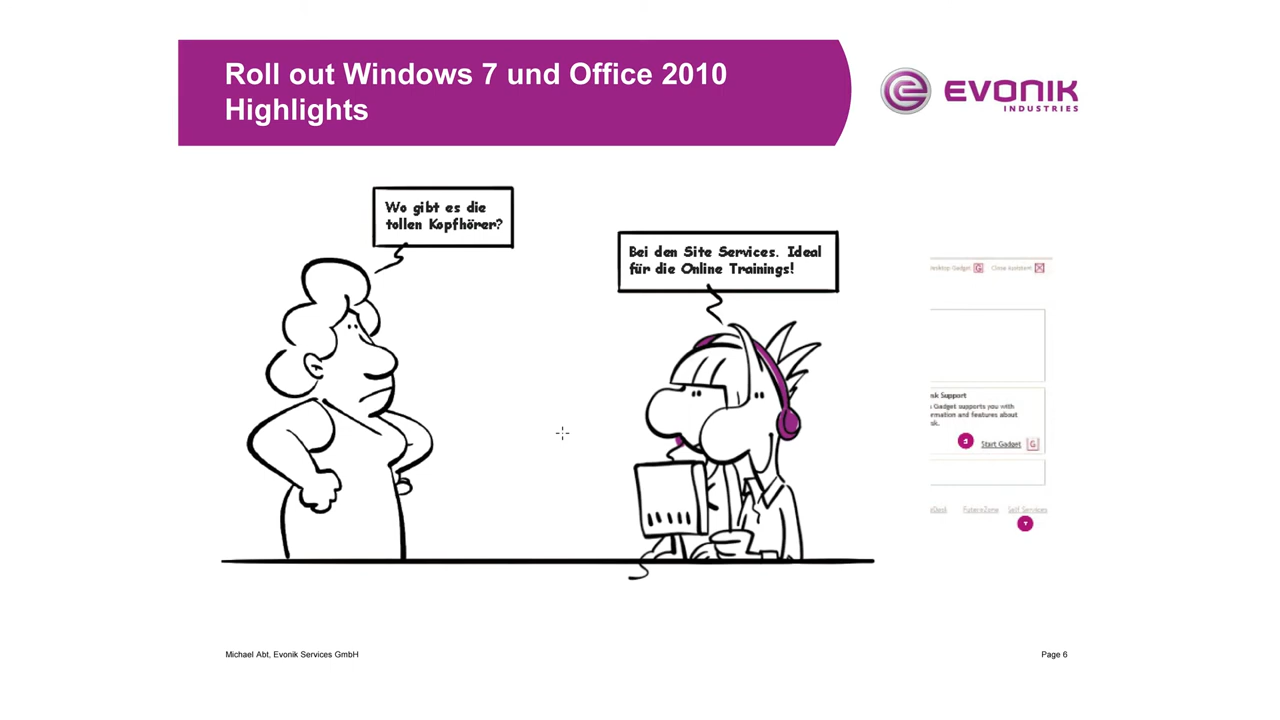 Roll out Windows 7 und Office 2010
Highlights
EVONIK
INDUSTRIES
Wo gibt es die
tollen Kopfhörer?
Bei den Site Services. Ideal
für die Online Trainings!
Gadget G Close Assistant
Support
Gadget supports you with
and features about
Start Gadget G
FutureZone Self Services
Michael Abt, Evonik Services GmbH
Page 6